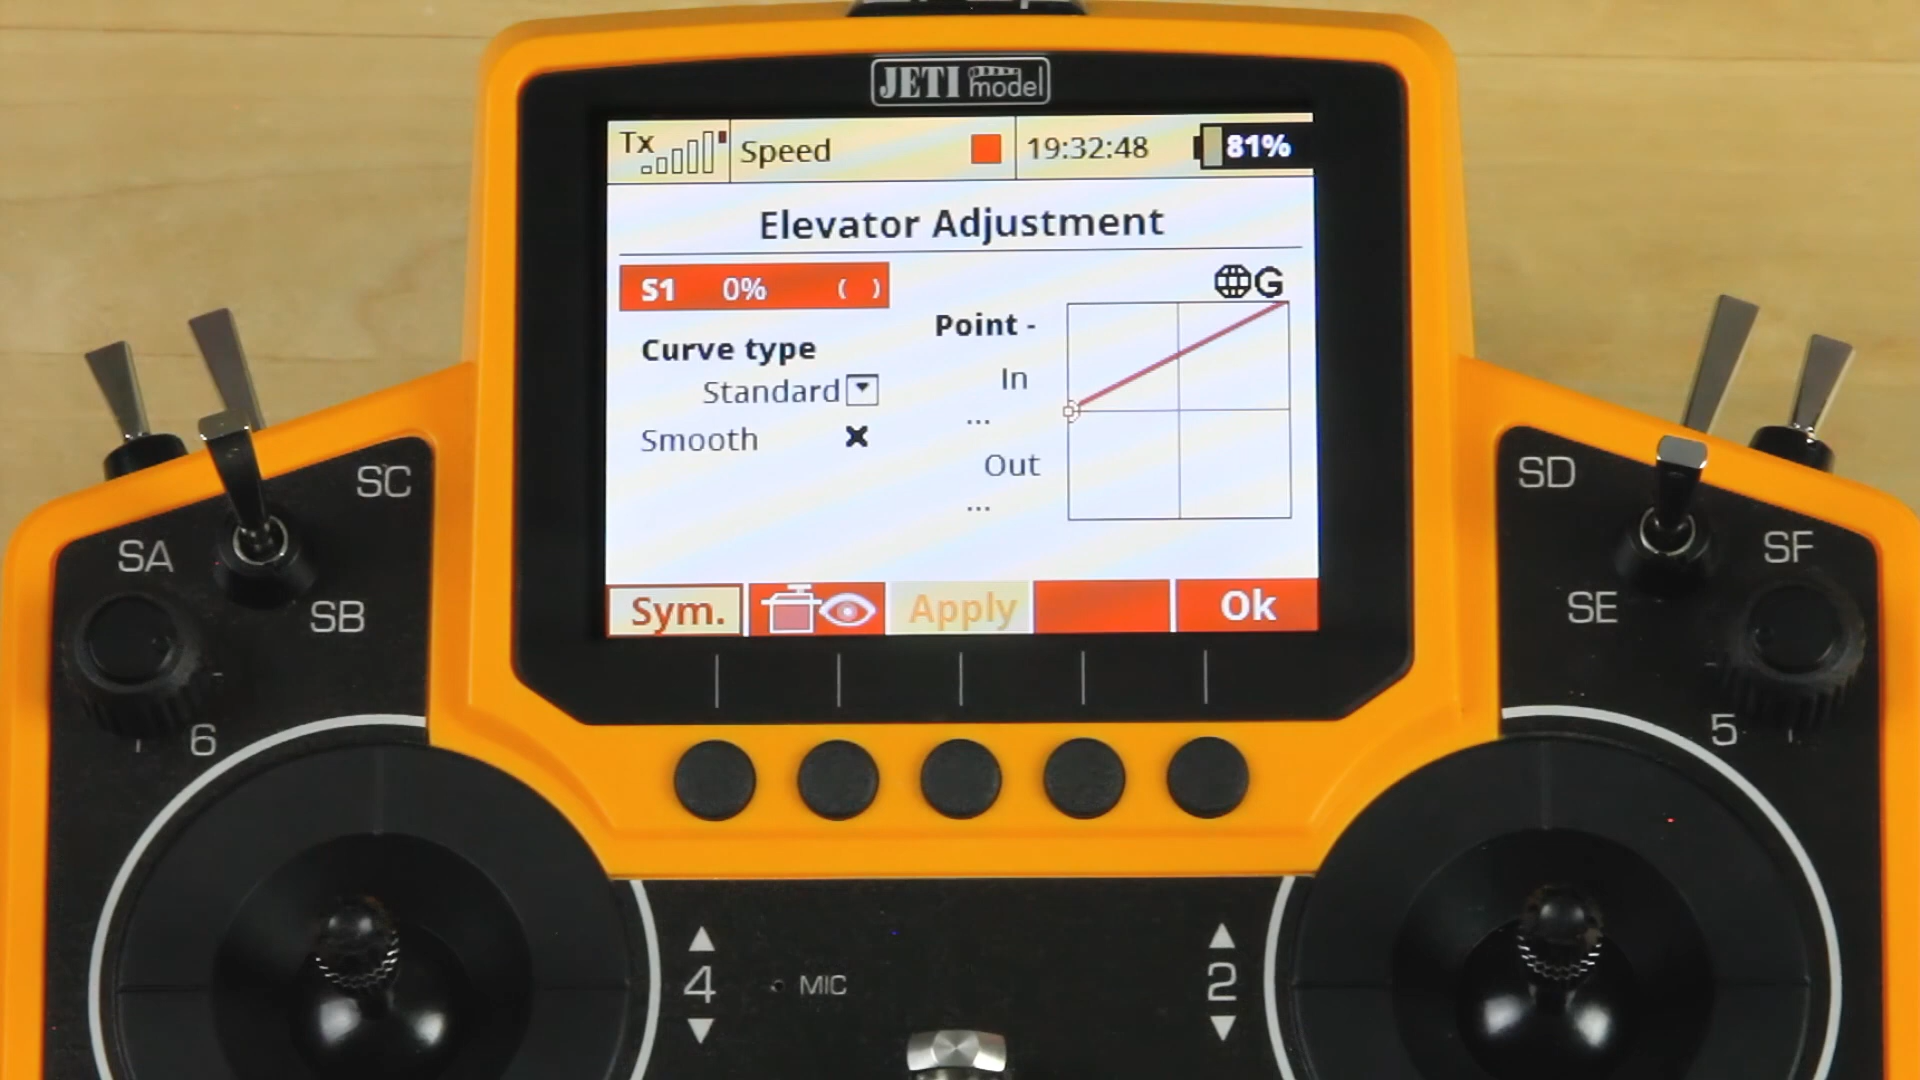 JETI model
Tx Speed 19:32:48 81%
Elevator Adjustment
S1 0% ( )
G
Point -
Curve type
In
Standard
...
Smooth
Out
...
Sym. Apply Ok
SC
SA
SB
6
SD
SF
SE
5
4
MIC
2